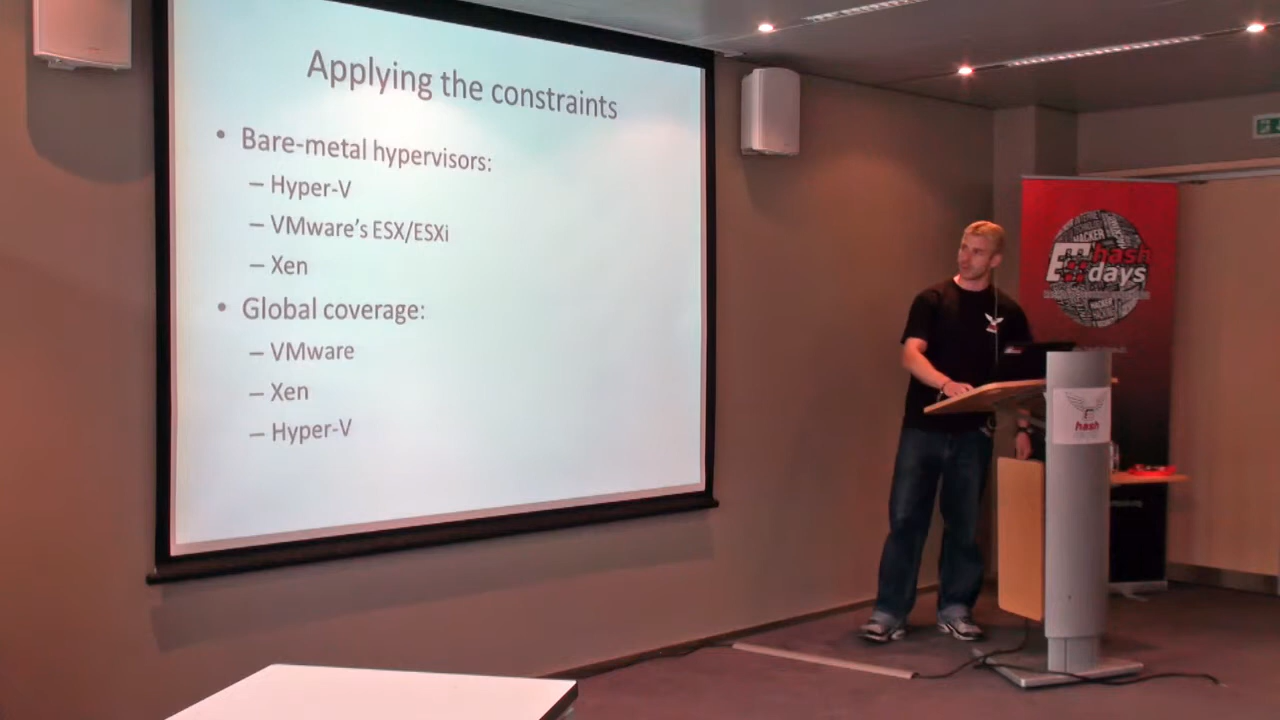 Applying the constraints
• Bare-metal hypervisors:
– Hyper-V
– VMware's ESX/ESXi
– Xen
• Global coverage:
– VMware
– Xen
– Hyper-V
HACKER
hash
days
hash